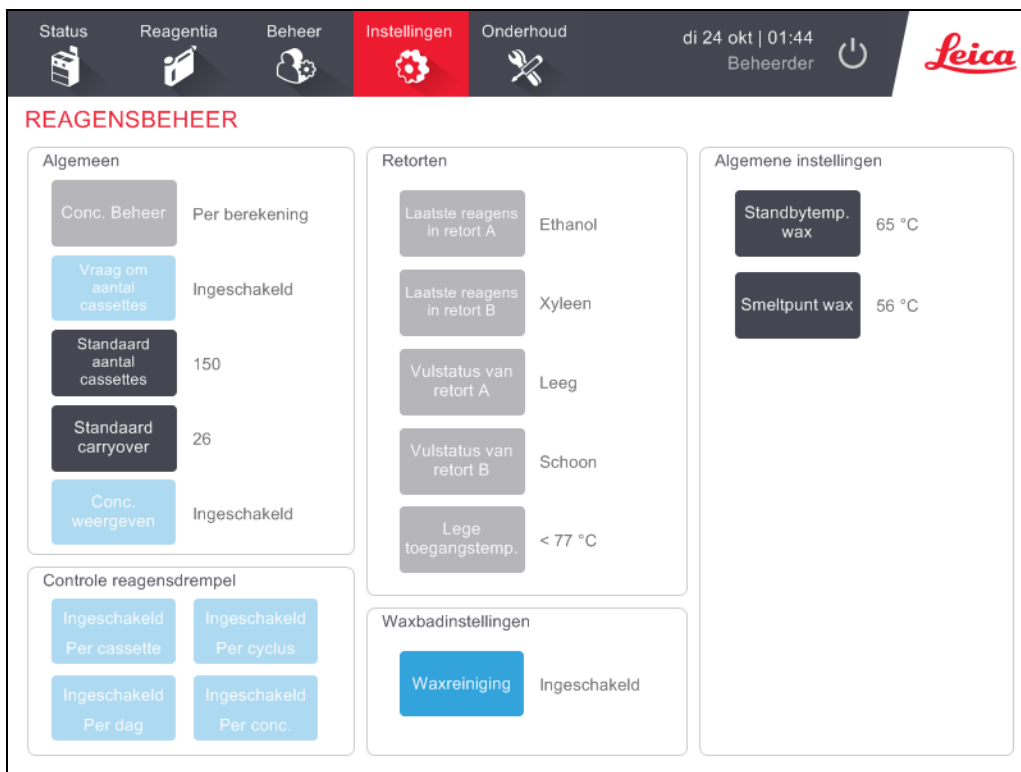 Status Reagentia Beheer Instellingen Onderhoud
di 24 okt | 01:44
Beheerder
Leica
REAGENSBEHEER
Algemeen
Conc. Beheer Per berekening
Vraag om
aantal
cassettes
Ingeschakeld
Standaard
aantal
cassettes
150
Standaard
carryover
26
Conc.
weergeven
Ingeschakeld
Controle reagensdrempel
Ingeschakeld
Per cassette
Ingeschakeld
Per cyclus
Ingeschakeld
Per dag
Ingeschakeld
Per conc.
Retorten
Laatste reagens
in retort A
Ethanol
Laatste reagens
in retort B
Xyleen
Vulstatus van
retort A
Leeg
Vulstatus van
retort B
Schoon
Lege
toegangstemp.
< 77 °C
Waxbadinstellingen
Waxreiniging Ingeschakeld
Algemene instellingen
Standbytemp.
wax
65 °C
Smeltpunt wax 56 °C